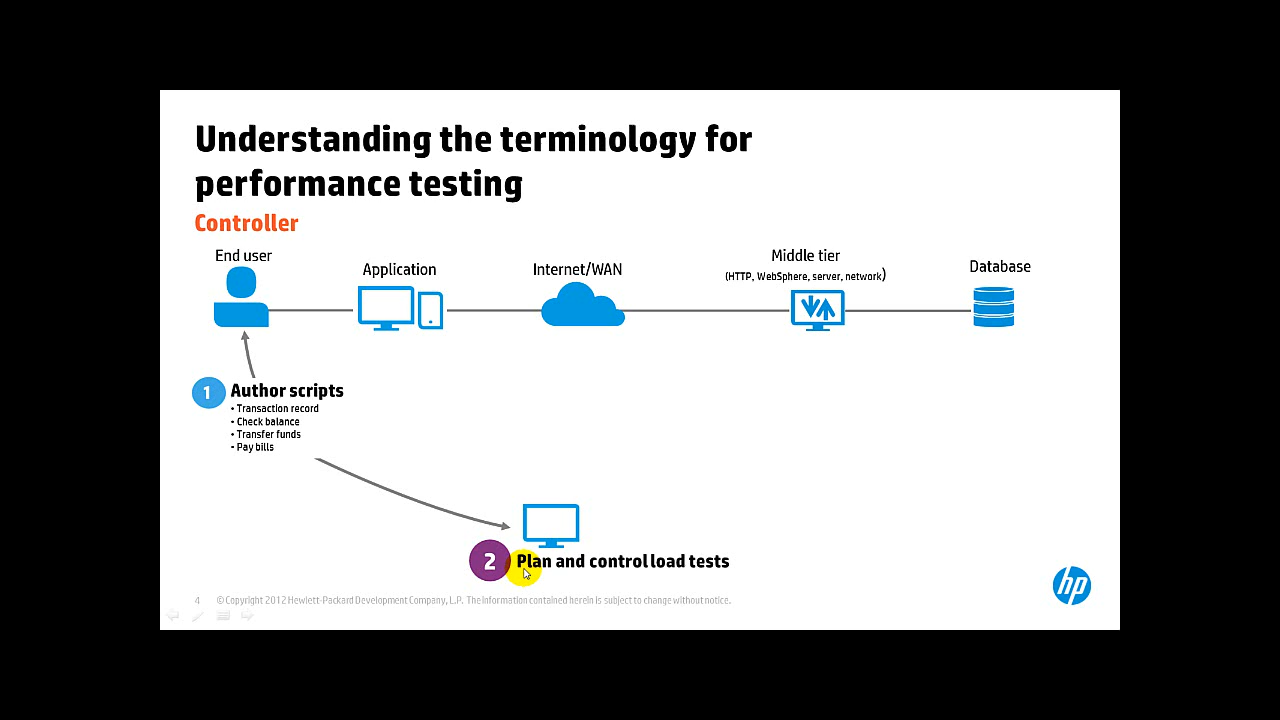 Understanding the terminology for
performance testing
Controller
End user
Application
Internet/WAN
Middle tier
(HTTP, WebSphere, server, network)
Database
1
Author scripts
• Transaction record
• Check balance
• Transfer funds
• Pay bills
2
Plan and control load tests
4
© Copyright 2012 Hewlett-Packard Development Company, L.P. The information contained herein is subject to change without notice.
hp